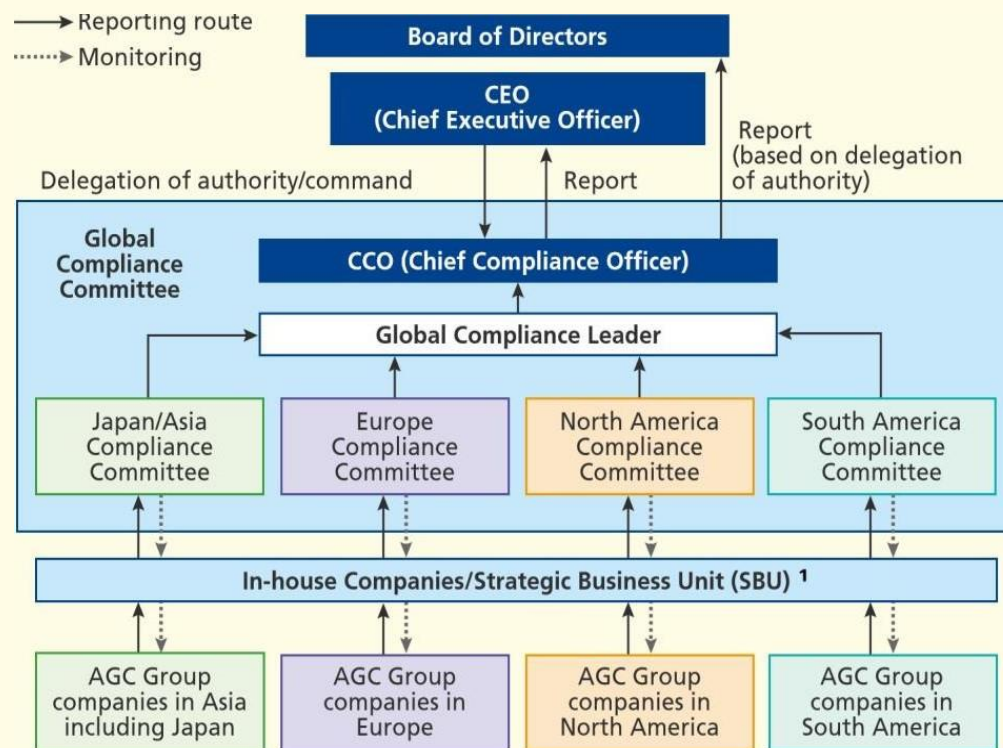 Reporting route
Monitoring
Board of Directors
CEO
(Chief Executive Officer)
Report
(based on delegation
of authority)
Delegation of authority/command
Report
Global
Compliance
Committee
CCO (Chief Compliance Officer)
Global Compliance Leader
Japan/Asia
Compliance
Committee
Europe
Compliance
Committee
North America
Compliance
Committee
South America
Compliance
Committee
In-house Companies/Strategic Business Unit (SBU) ¹
AGC Group
companies in Asia
including Japan
AGC Group
companies in
Europe
AGC Group
companies in
North America
AGC Group
companies in
South America